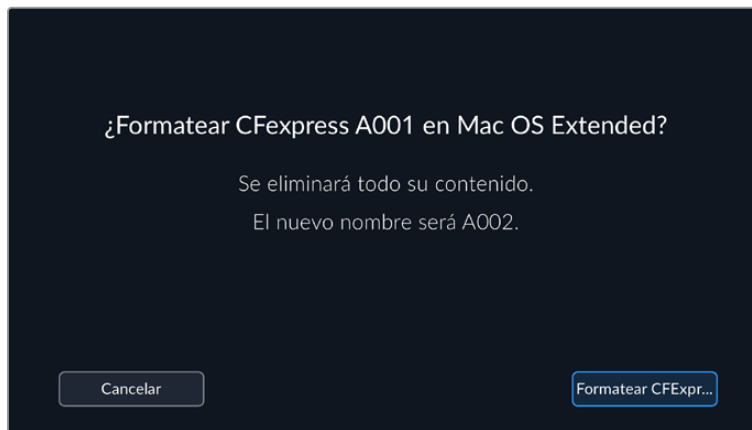 ¿Formatear CFexpress A001 en Mac OS Extended?
Se eliminará todo su contenido.
El nuevo nombre será A002.
Cancelar
Formatear CFExpr...